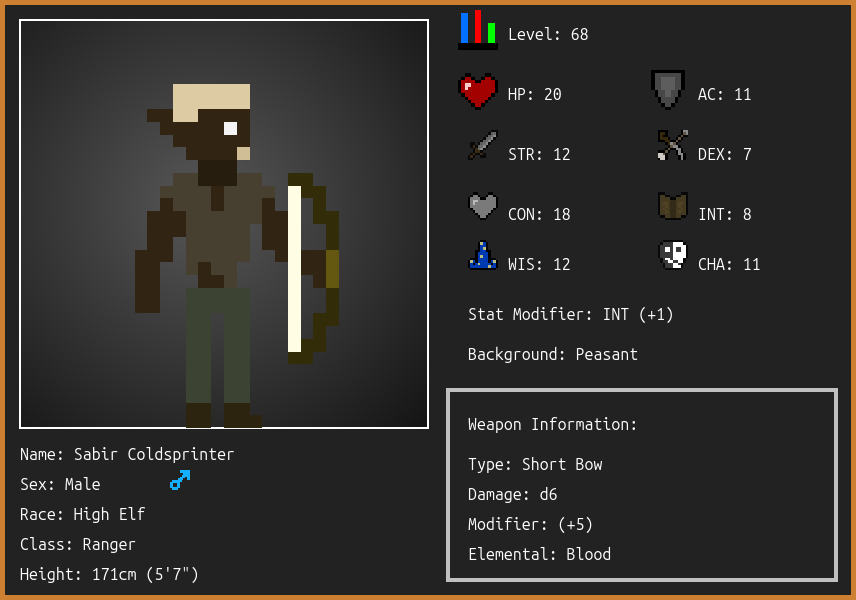 Level: 68
HP: 20
AC: 11
STR: 12
DEX: 7
CON: 18
INT: 8
WIS: 12
CHA: 11
Stat Modifier: INT (+1)
Background: Peasant
Weapon Information:
Type: Short Bow
Damage: d6
Modifier: (+5)
Elemental: Blood
Name: Sabir Coldsprinter
Sex: Male
Race: High Elf
Class: Ranger
Height: 171cm (5'7")